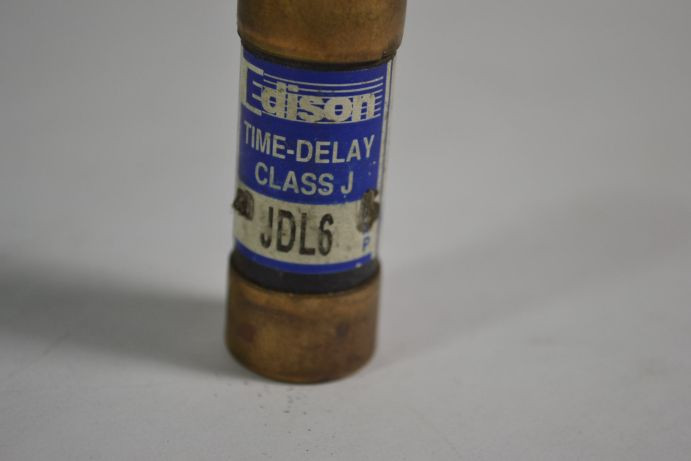 Edison
TIME-DELAY
CLASS J
JDL6
P